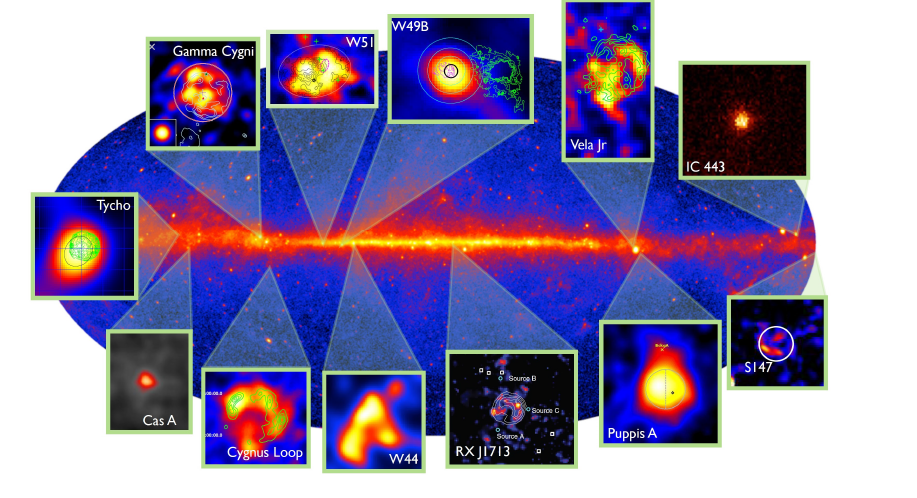 Gamma Cygni
W51
W49B
Vela Jr
IC 443
Tycho
Cas A
Cygnus Loop
W44
Source B
Source C
Source A
RX J1713
Puppis A
S147